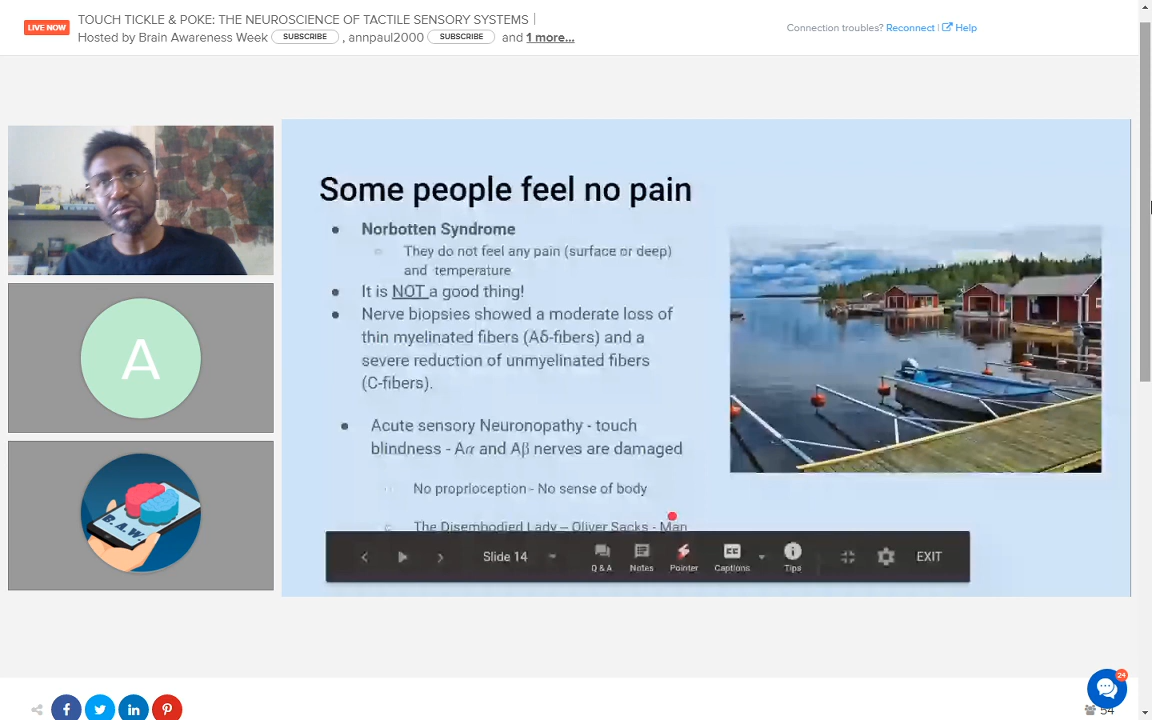 LIVE NOW
TOUCH TICKLE & POKE: THE NEUROSCIENCE OF TACTILE SENSORY SYSTEMS
Hosted by Brain Awareness Week SUBSCRIBE , annpaul2000 SUBSCRIBE and 1 more...
Connection troubles? Reconnect | Help
Some people feel no pain
Norbotten Syndrome
They do not feel any pain (surface or deep)
and temperature
It is NOT a good thing!
Nerve biopsies showed a moderate loss of
thin myelinated fibers (Aδ-fibers) and a
severe reduction of unmyelinated fibers
(C-fibers).
Acute sensory Neuronopathy - touch
blindness - Aα and Aβ nerves are damaged
No proprioception - No sense of body
The Disembodied Lady – Oliver Sacks - Man
A
B.A.W.
Slide 14
Q & A
Notes
Pointer
CC
Captions
Tips
EXIT
24
54